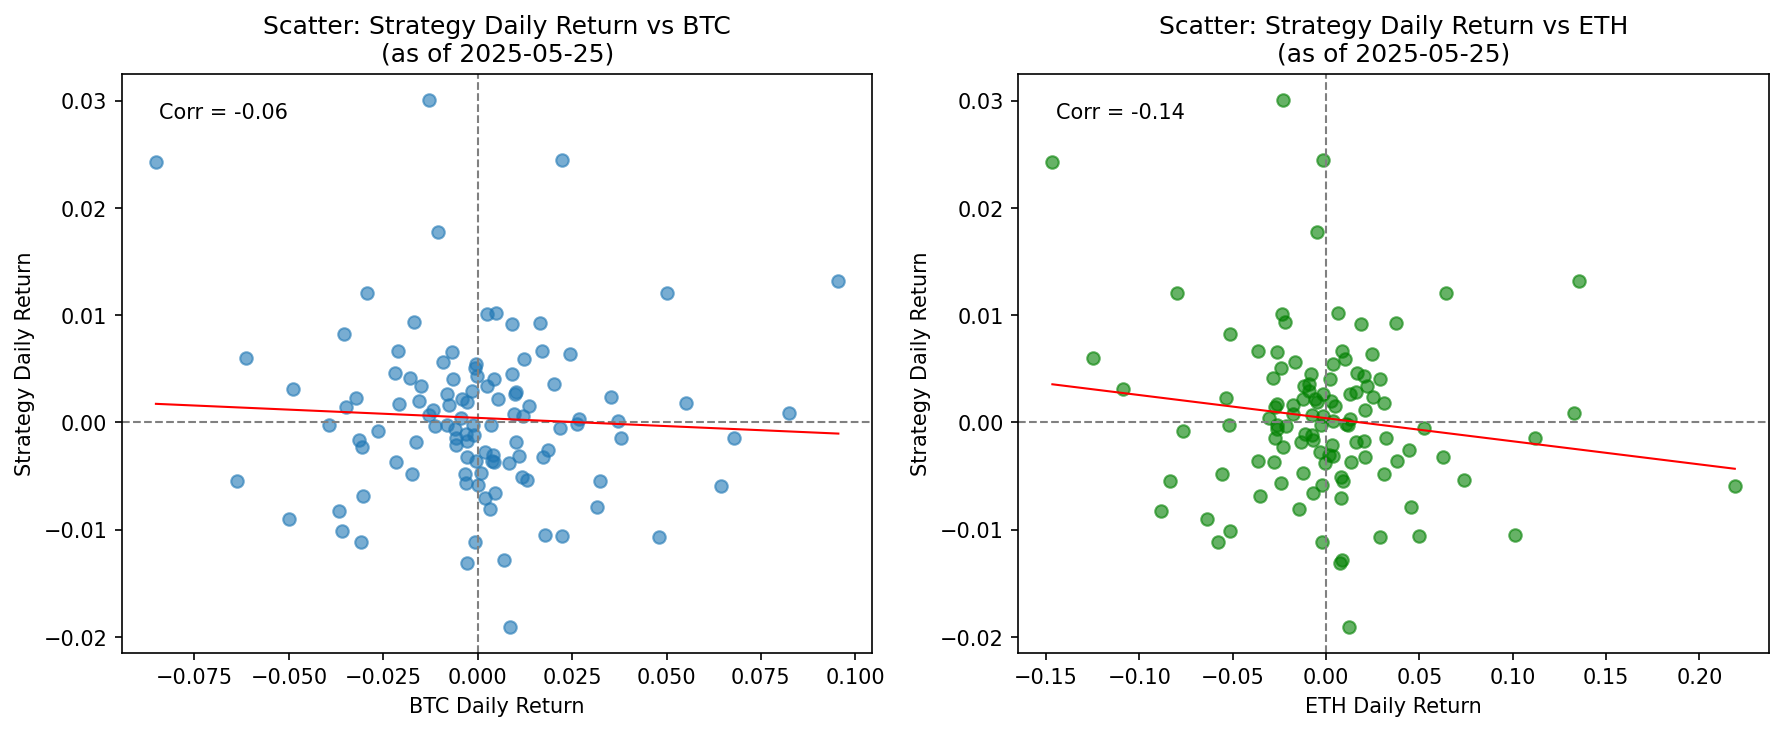 Scatter: Strategy Daily Return vs BTC
(as of 2025-05-25)
Corr = -0.06
0.03
0.02
0.01
0.00
−0.01
−0.02
Strategy Daily Return
−0.075
−0.050
−0.025
0.000
0.025
0.050
0.075
0.100
BTC Daily Return
Scatter: Strategy Daily Return vs ETH
(as of 2025-05-25)
Corr = -0.14
0.03
0.02
0.01
0.00
−0.01
−0.02
Strategy Daily Return
−0.15
−0.10
−0.05
0.00
0.05
0.10
0.15
0.20
ETH Daily Return